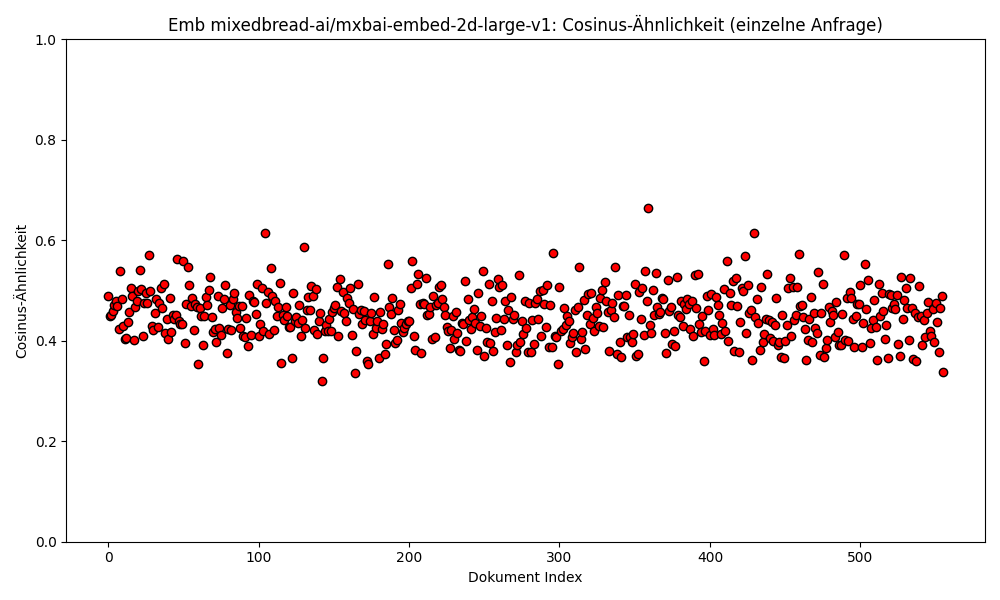 Emb mixedbread-ai/mxbai-embed-2d-large-v1: Cosinus-Ähnlichkeit (einzelne Anfrage)
1.0
0.8
0.6
0.4
0.2
0.0
Cosinus-Ähnlichkeit
0 100 200 300 400 500
Dokument Index